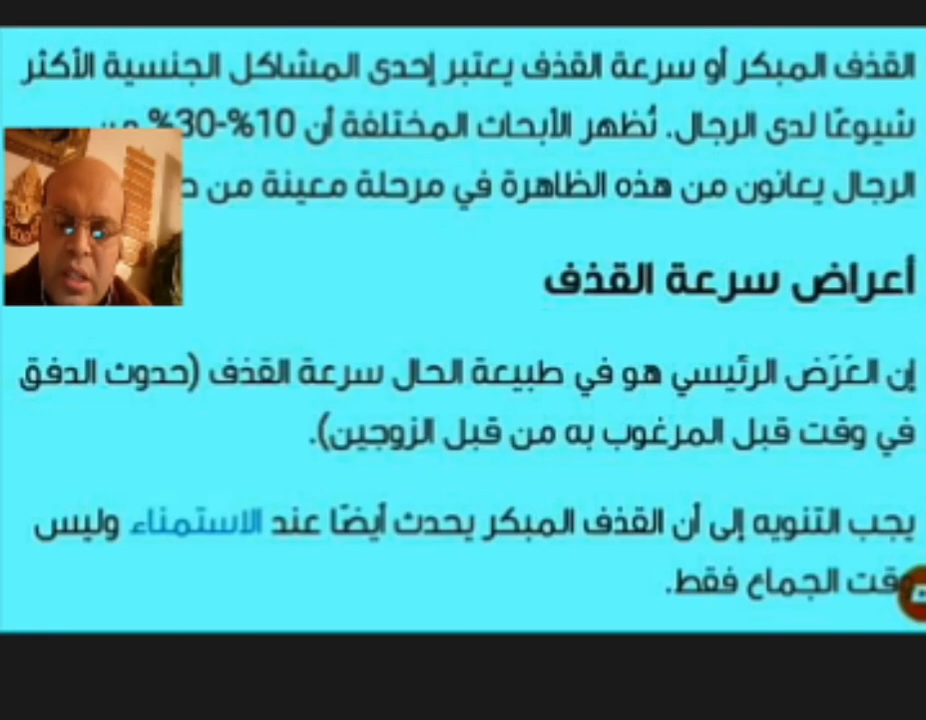 القذف المبكر أو سرعة القذف يعتبر إحدى المشاكل الجنسية الأكثر
شيوعًا لدى الرجال. تُظهر الأبحاث المختلفة أن 10%-30%
الرجال يعانون من هذه الظاهرة في مرحلة معينة من
أعراض سرعة القذف
إن العَرَض الرئيسي هو في طبيعة الحال سرعة القذف (حدوث الدفق
في وقت قبل المرغوب به من قبل الزوجين).
يجب التنويه إلى أن القذف المبكر يحدث أيضًا عند الاستمناء وليس
وقت الجماع فقط.